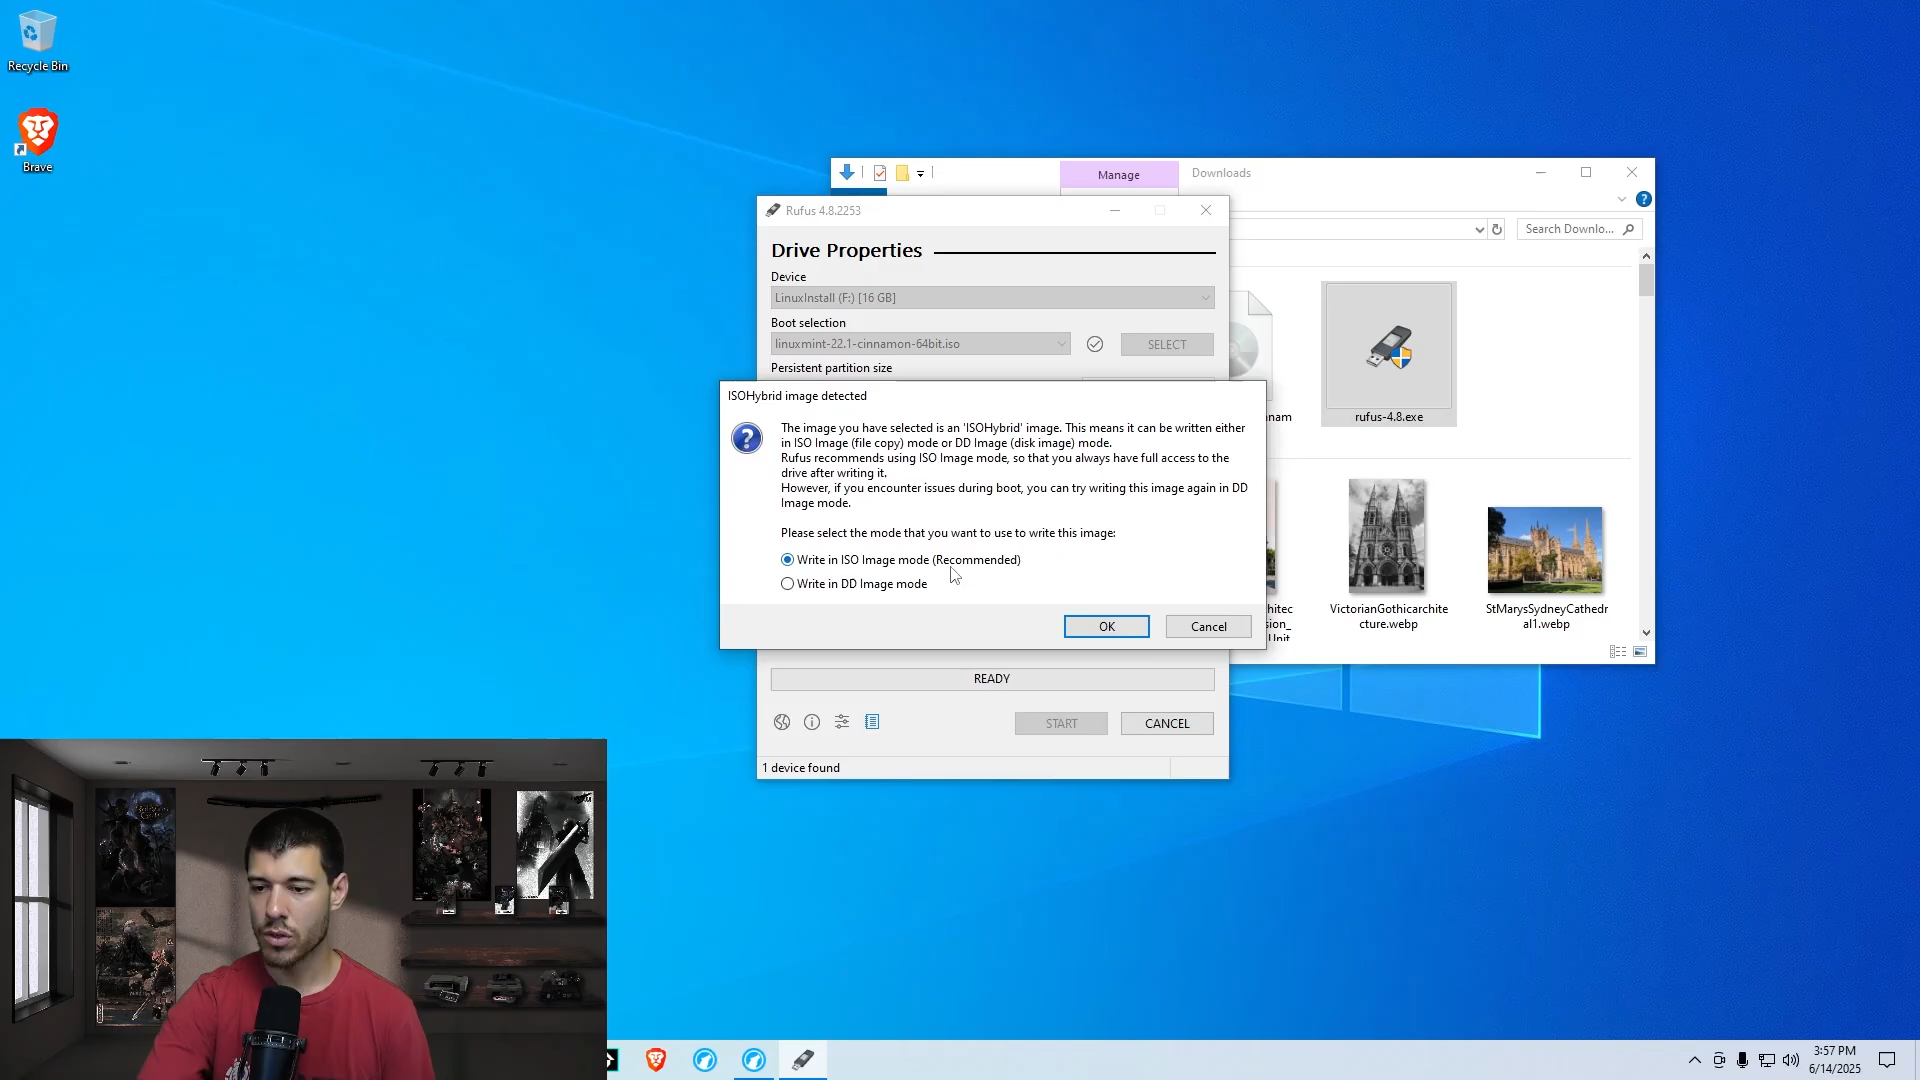 Recycle Bin
Brave
Manage
Downloads
Search Downlo...
Rufus 4.8.2253
Drive Properties
Device
LinuxInstall (F:) [16 GB]
Boot selection
linuxmint-22.1-cinnamon-64bit.iso
SELECT
Persistent partition size
ISOHybrid image detected
The image you have selected is an 'ISOHybrid' image. This means it can be written either
in ISO Image (file copy) mode or DD Image (disk image) mode.
Rufus recommends using ISO Image mode, so that you always have full access to the
drive after writing it.
However, if you encounter issues during boot, you can try writing this image again in DD
Image mode.
Please select the mode that you want to use to write this image:
Write in ISO Image mode (Recommended)
Write in DD Image mode
OK
Cancel
nnam
rufus-4.8.exe
hitec
sion_
Unit
VictorianGothicarchite
cture.webp
StMarysSydneyCathedr
al1.webp
READY
START
CANCEL
1 device found
3:57 PM
6/14/2025